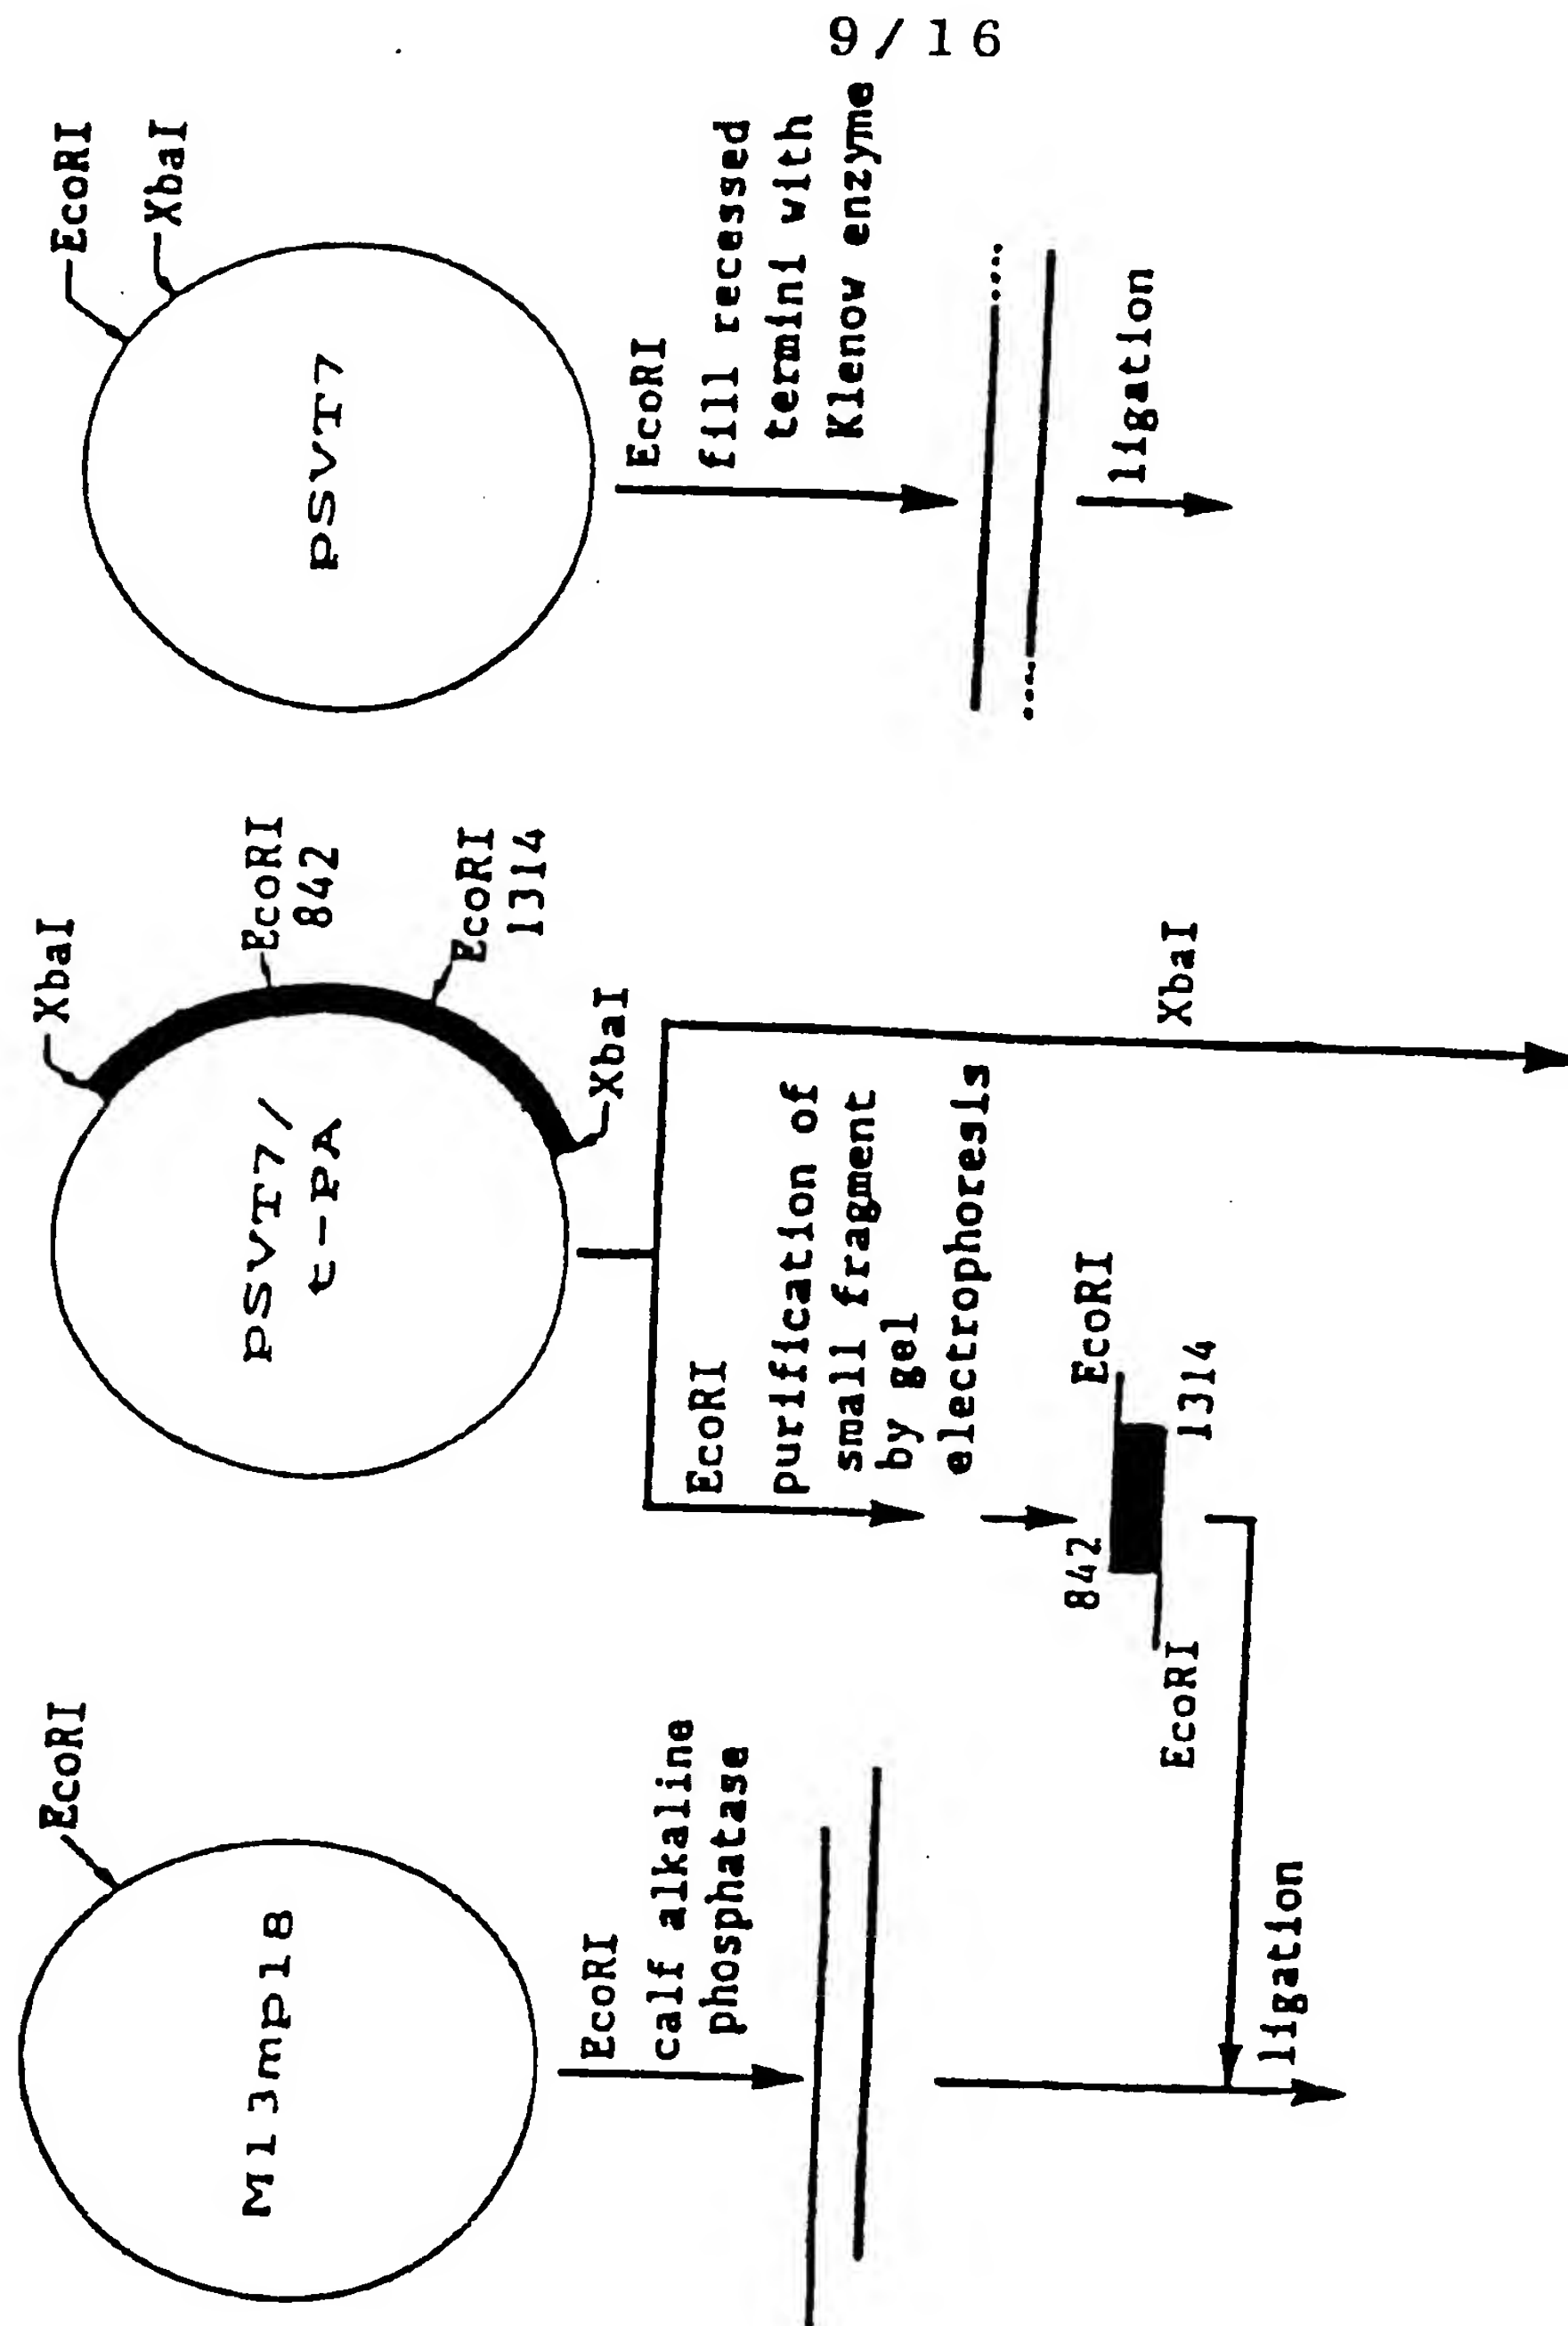 9/16
EcoRI
XbaI
pSVT7
EcoRI
fill recessed
termini with
Klenow enzyme
ligation
XbaI
EcoRI
842
EcoRI
1314
XbaI
pSVT7/
t-PA
EcoRI
purification of
small fragment
by gel
electrophoresis
XbaI
842
EcoRI
EcoRI
1314
EcoRI
M13mp18
EcoRI
calf alkaline
phosphatase
ligation